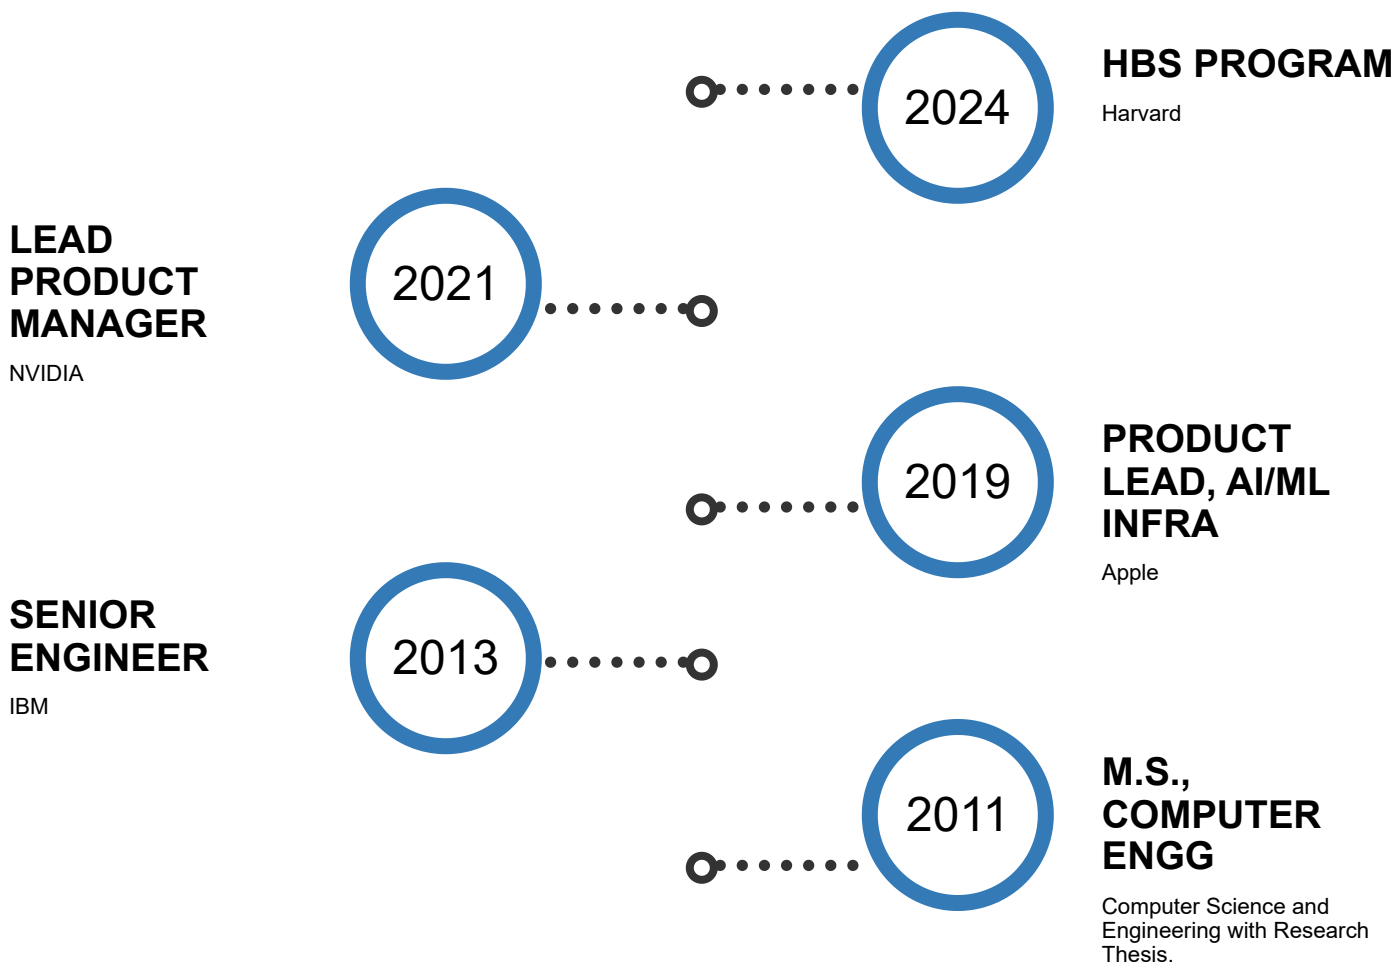 2024
HBS PROGRAM
Harvard
LEAD
PRODUCT
MANAGER
NVIDIA
2021
2019
PRODUCT
LEAD, AI/ML
INFRA
Apple
SENIOR
ENGINEER
IBM
2013
2011
M.S.,
COMPUTER
ENGG
Computer Science and
Engineering with Research
Thesis.